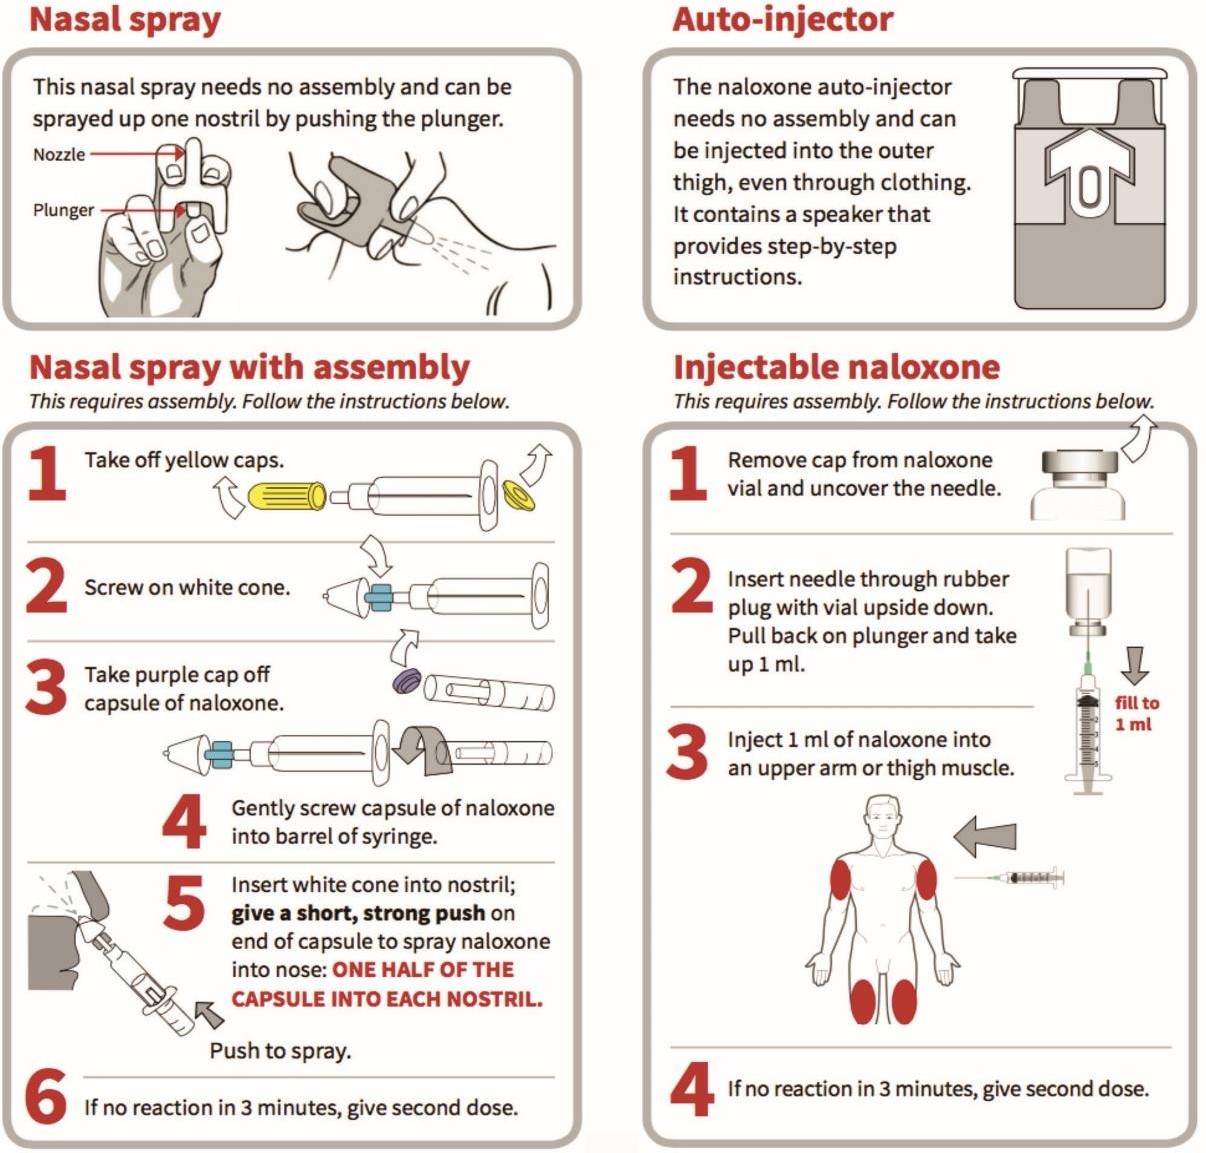 Nasal spray
This nasal spray needs no assembly and can be
sprayed up one nostril by pushing the plunger.
Nozzle
Plunger
Auto-injector
The naloxone auto-injector
needs no assembly and can
be injected into the outer
thigh, even through clothing.
It contains a speaker that
provides step-by-step
instructions.
Nasal spray with assembly
This requires assembly. Follow the instructions below.
1
Take off yellow caps.
2
Screw on white cone.
3
Take purple cap off
capsule of naloxone.
4
Gently screw capsule of naloxone
into barrel of syringe.
5
Insert white cone into nostril;
give a short, strong push on
end of capsule to spray naloxone
into nose: ONE HALF OF THE
CAPSULE INTO EACH NOSTRIL.
Push to spray.
6
If no reaction in 3 minutes, give second dose.
Injectable naloxone
This requires assembly. Follow the instructions below.
1
Remove cap from naloxone
vial and uncover the needle.
2
Insert needle through rubber
plug with vial upside down.
Pull back on plunger and take
up 1 ml.
fill to
1 ml
3
Inject 1 ml of naloxone into
an upper arm or thigh muscle.
4
If no reaction in 3 minutes, give second dose.